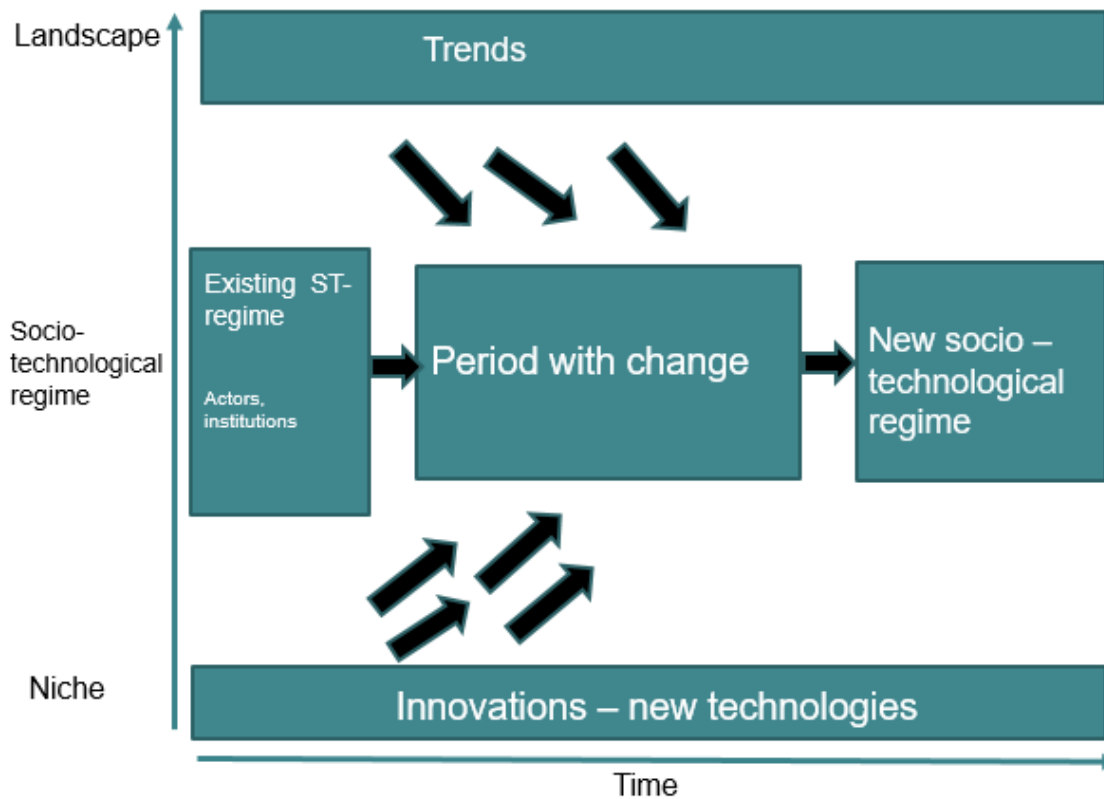 Landscape
Trends
Existing ST-
regime
Actors,
institutions
Socio-
technological
regime
Period with change
New socio –
technological
regime
Niche
Innovations – new technologies
Time